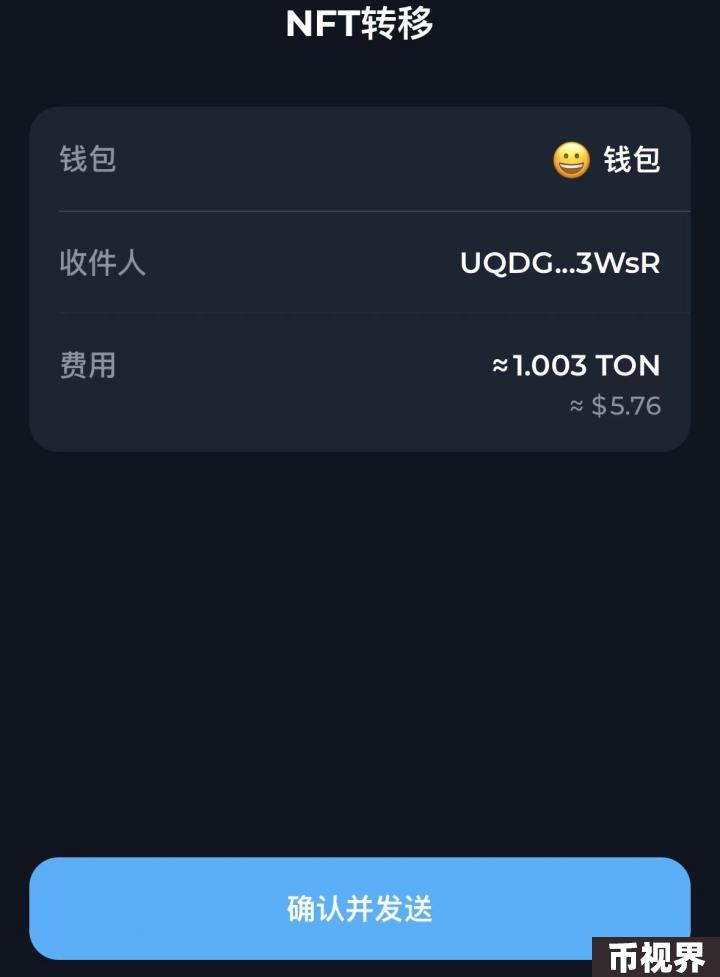 NFT转移
钱包
😀 钱包
收件人
UQDG...3WsR
费用
≈1.003 TON
≈ $5.76
确认并发送
币视界